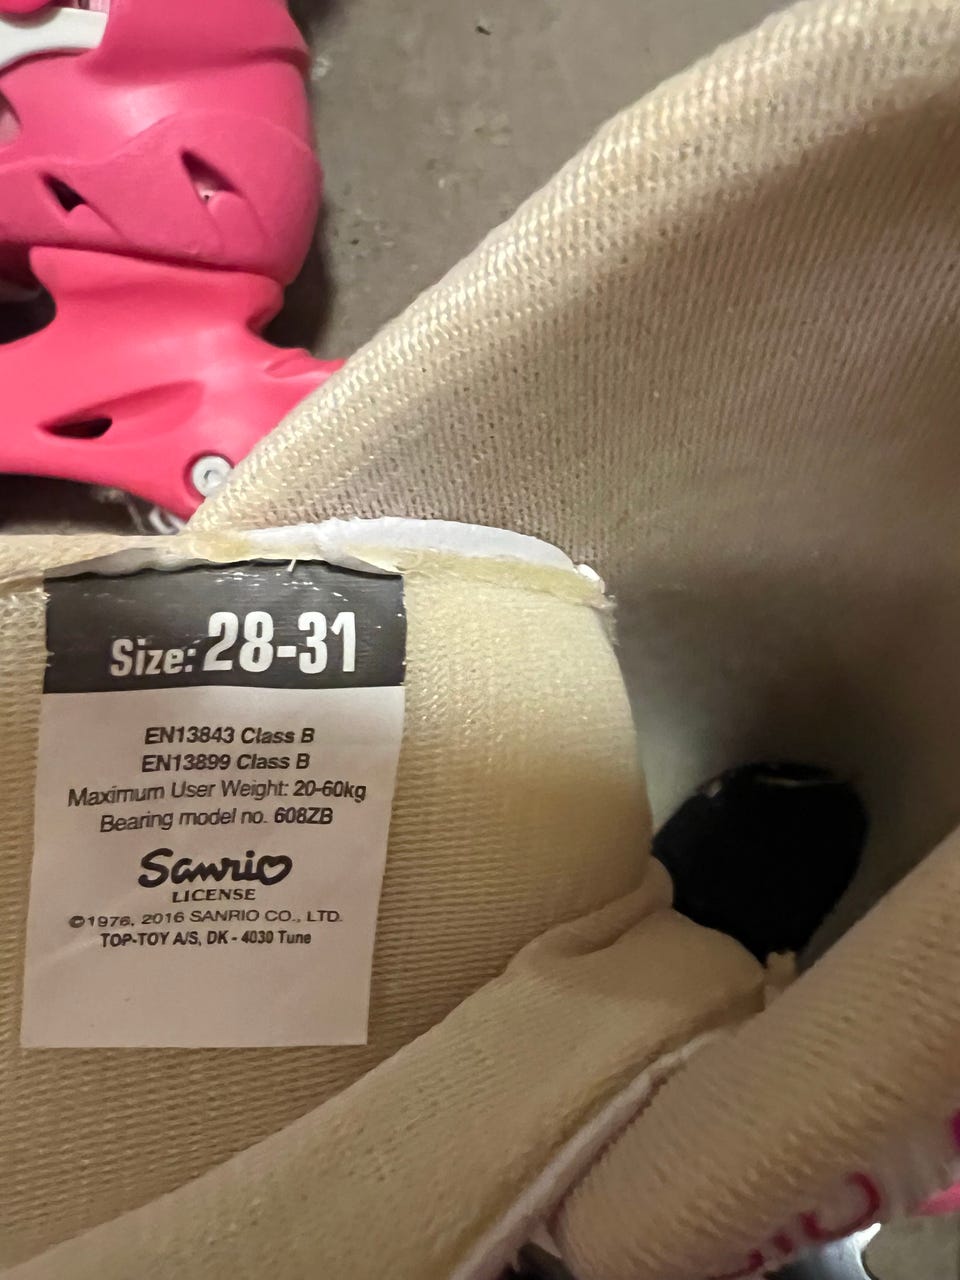 Size: 28-31
EN13843 Class B
EN13899 Class B
Maximum User Weight: 20-60kg
Bearing model no. 608ZB
Sanrio
LICENSE
©1976, 2016 SANRIO CO., LTD.
TOP-TOY A/S, DK - 4030 Tune